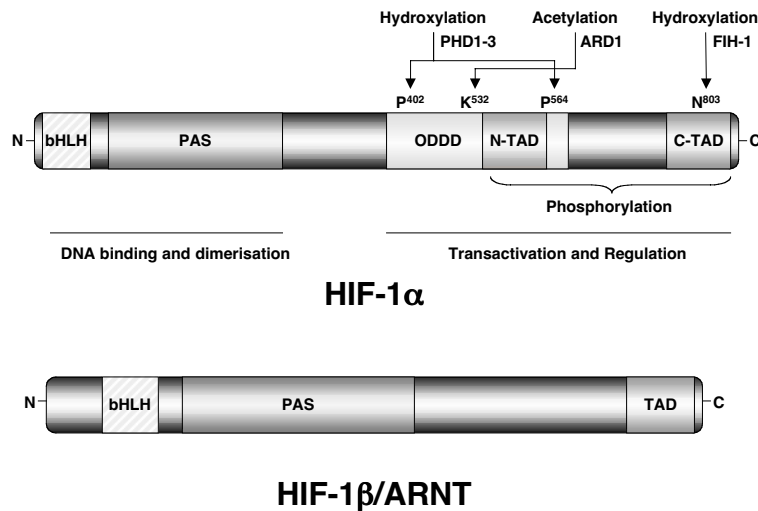 Hydroxylation Acetylation Hydroxylation
PHD1-3 ARD1 FIH-1
P402 K532 P564 N803
N bHLH PAS ODDD N-TAD C-TAD C
Phosphorylation
DNA binding and dimerisation Transactivation and Regulation
HIF-1α
N bHLH PAS TAD C
HIF-1β/ARNT